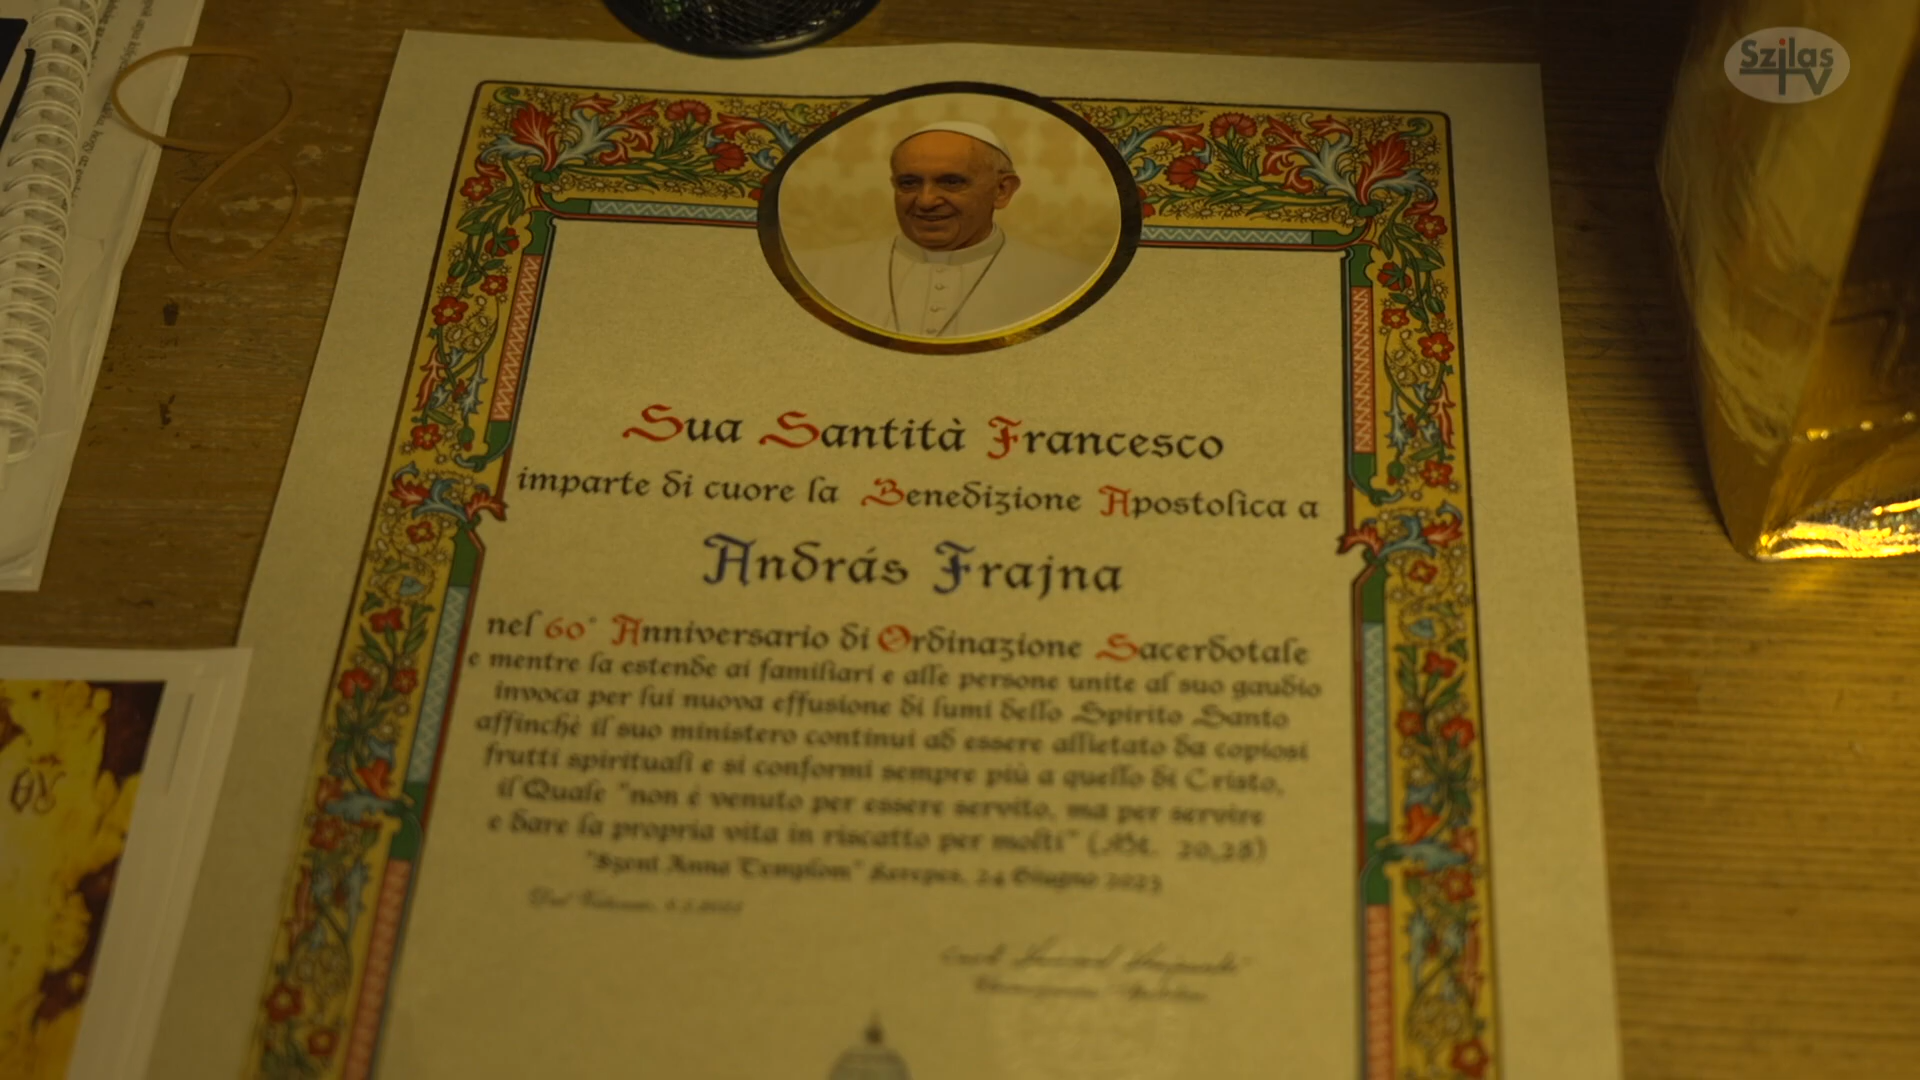 Szilas
TV
Sua Santità Francesco
imparte di cuore la Benedizione Apostolica a
András Frajna
nel 60° Anniversario di Ordinazione Sacerdotale
e mentre la estende ai familiari e alle persone unite al suo gaudio
invoca per lui nuova effusione di lumi dello Spirito Santo
affinchè il suo ministero continui ad essere allietato da copiosi
frutti spirituali e si conformi sempre più a quello di Cristo,
il Quale "non è venuto per essere servito, ma per servire
e dare la propria vita in riscatto per molti" (Mt. 20,28)
"Szent Anna Templom" Kerepes, 24 Giugno 2023